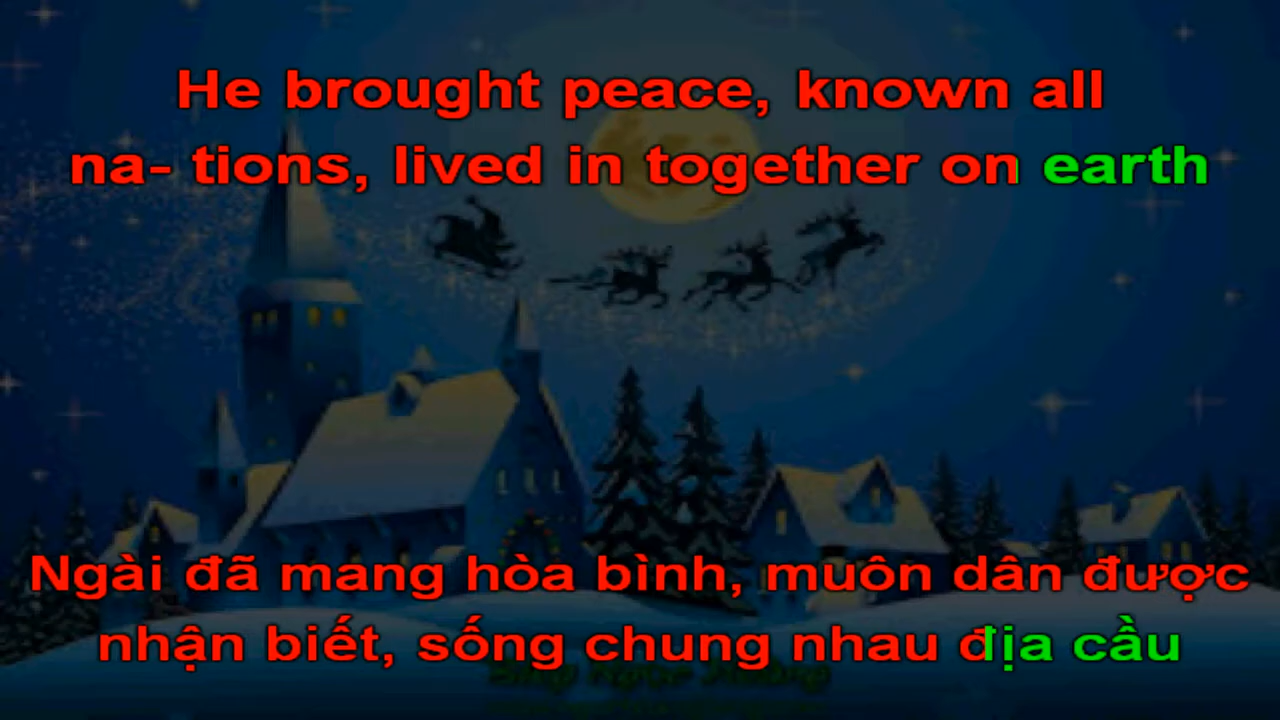 He brought peace, known all
na- tions, lived in together on earth
Ngài đã mang hòa bình, muôn dân được
nhận biết, sống chung nhau địa cầu